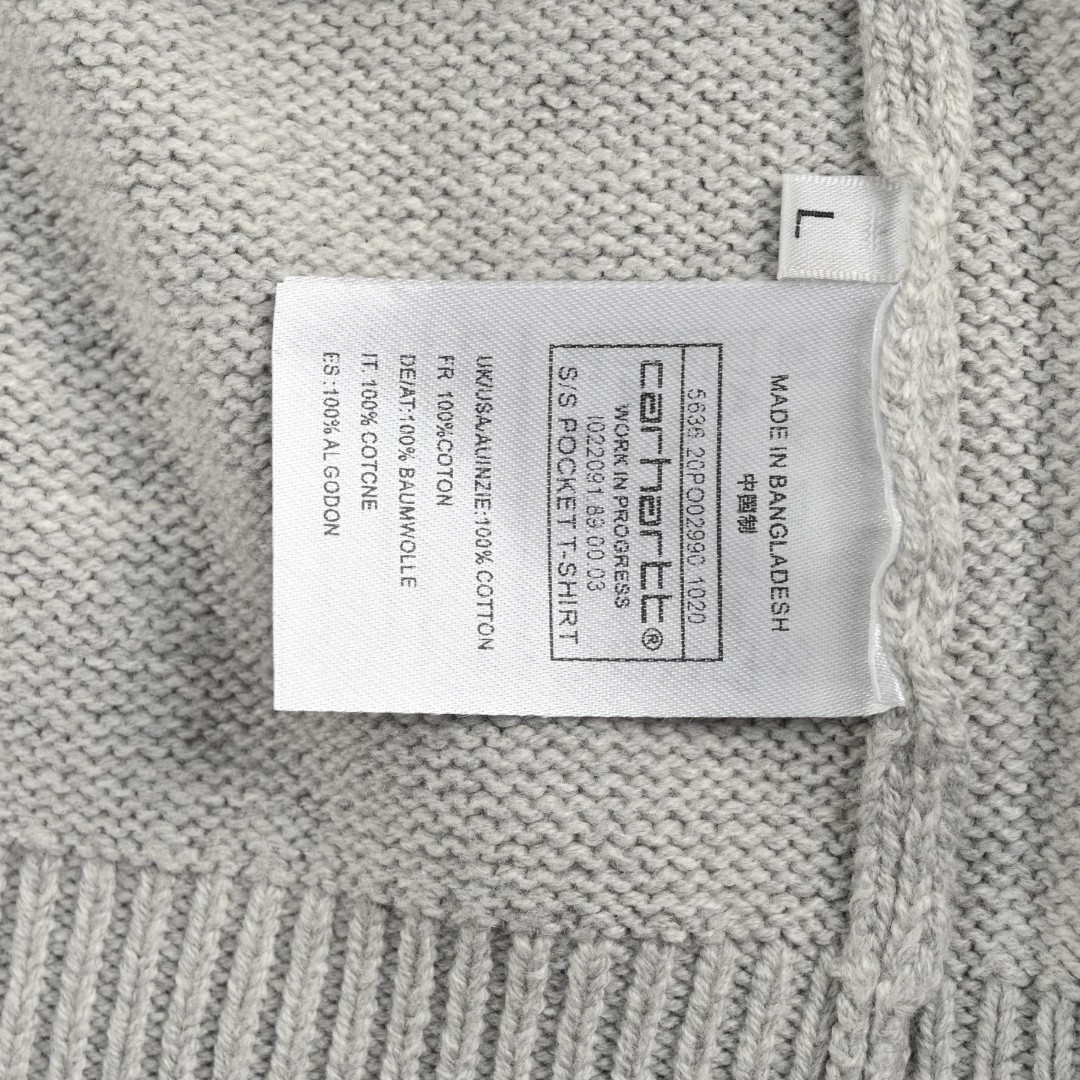 L
MADE IN BANGLADESH
中國制
5636 20PO02990 1020
carhartt®
WORK IN PROGRESS
I022091.89.00.03
S/S POCKET T-SHIRT
UK/USA/AU/NZ/IE:100% COTTON
FR 100%COTON
DE/AT:100% BAUMWOLLE
IT 100% COTCNE
ES:100% AL GODON